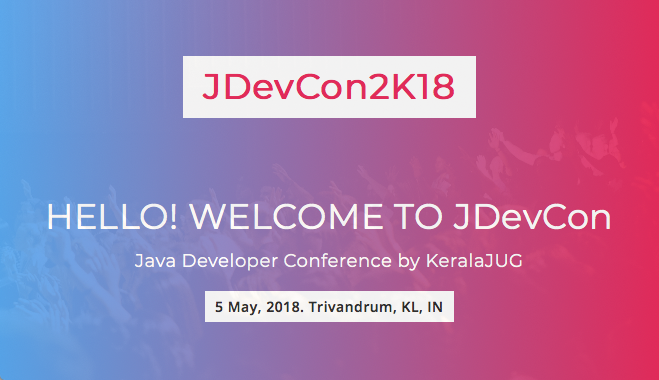 JDevCon2K18
HELLO! WELCOME TO JDevCon
Java Developer Conference by KeralaJUG
5 May, 2018. Trivandrum, KL, IN